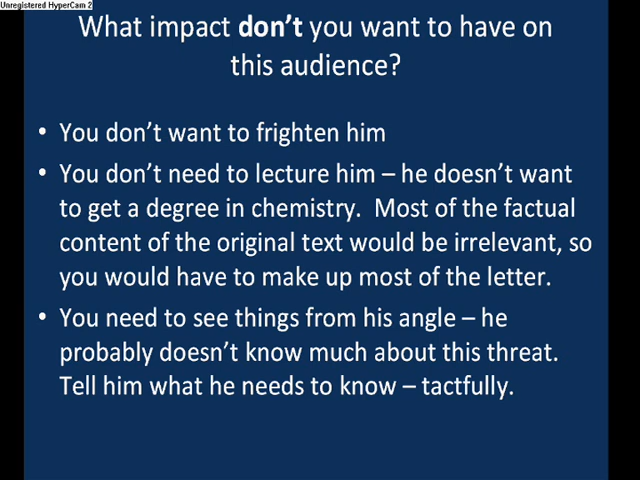 Unregistered HyperCam 2
What impact don't you want to have on
this audience?
• You don't want to frighten him
• You don't need to lecture him – he doesn't want
to get a degree in chemistry. Most of the factual
content of the original text would be irrelevant, so
you would have to make up most of the letter.
• You need to see things from his angle – he
probably doesn't know much about this threat.
Tell him what he needs to know – tactfully.